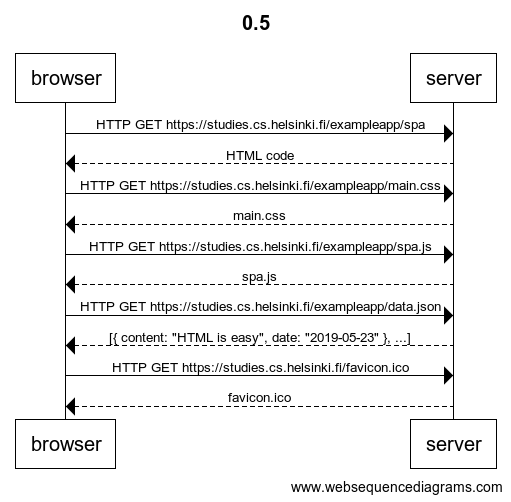 0.5
browser server
HTTP GET https://studies.cs.helsinki.fi/exampleapp/spa
HTML code
HTTP GET https://studies.cs.helsinki.fi/exampleapp/main.css
main.css
HTTP GET https://studies.cs.helsinki.fi/exampleapp/spa.js
spa.js
HTTP GET https://studies.cs.helsinki.fi/exampleapp/data.json
[{ content: "HTML is easy", date: "2019-05-23" }, ...]
HTTP GET https://studies.cs.helsinki.fi/favicon.ico
favicon.ico
browser server
www.websequencediagrams.com